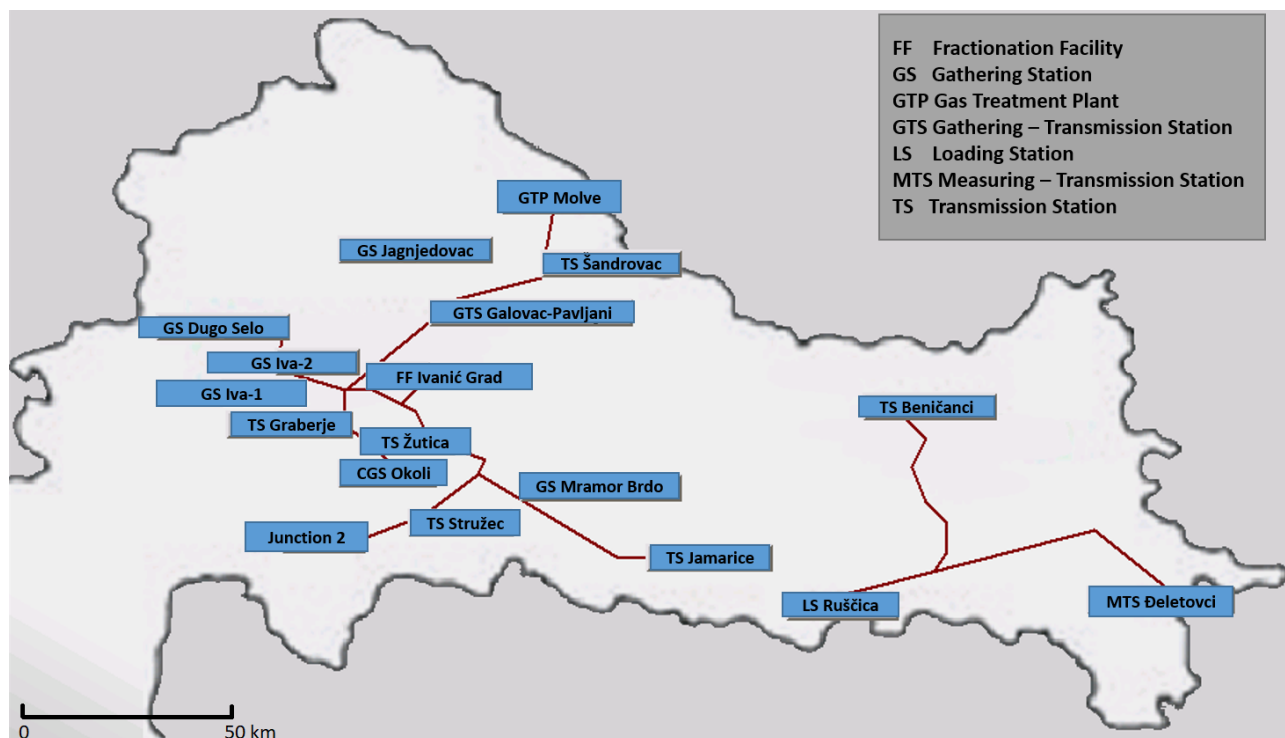 FF Fractionation Facility
GS Gathering Station
GTP Gas Treatment Plant
GTS Gathering – Transmission Station
LS Loading Station
MTS Measuring – Transmission Station
TS Transmission Station
GTP Molve
GS Jagnjedovac
TS Šandrovac
GTS Galovac-Pavljani
GS Dugo Selo
GS Iva-2
FF Ivanić Grad
GS Iva-1
TS Beničanci
TS Graberje
TS Žutica
CGS Okoli
GS Mramor Brdo
TS Stružec
Junction 2
TS Jamarice
LS Ruščica
MTS Đeletovci
0 50 km